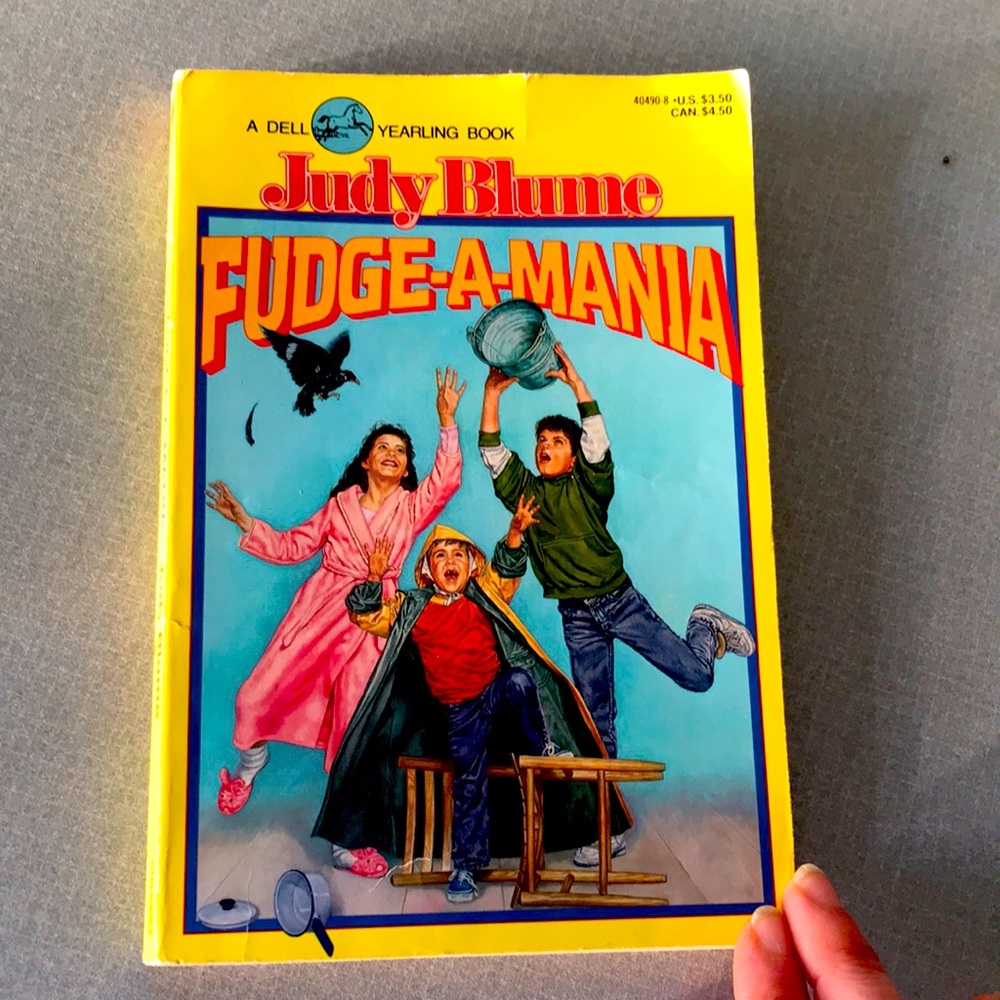 A DELL YEARLING BOOK
40490-8 • U.S. $3.50
CAN. $4.50
Judy Blume
FUDGE-A-MANIA